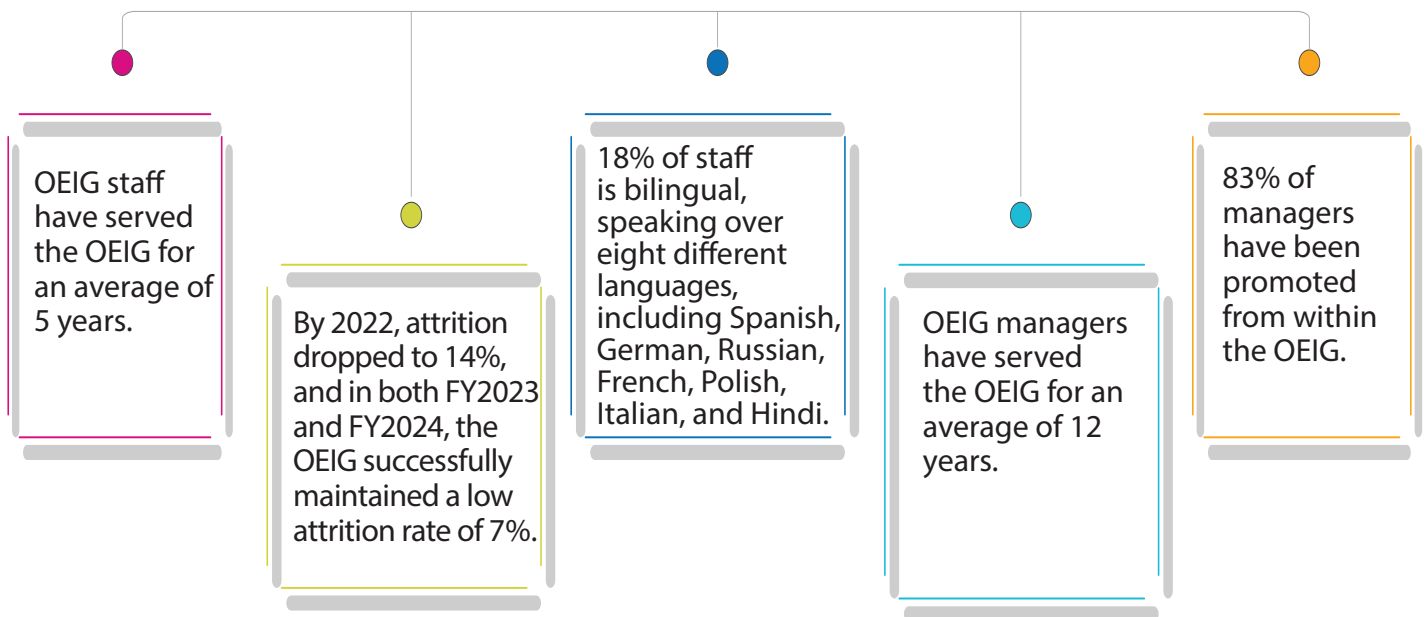 OEIG staff
have served
the OEIG for
an average of
5 years.
By 2022, attrition
dropped to 14%,
and in both FY2023
and FY2024, the
OEIG successfully
maintained a low
attrition rate of 7%.
18% of staff
is bilingual,
speaking over
eight different
languages,
including Spanish,
German, Russian,
French, Polish,
Italian, and Hindi.
OEIG managers
have served
the OEIG for an
average of 12
years.
83% of
managers
have been
promoted
from within
the OEIG.